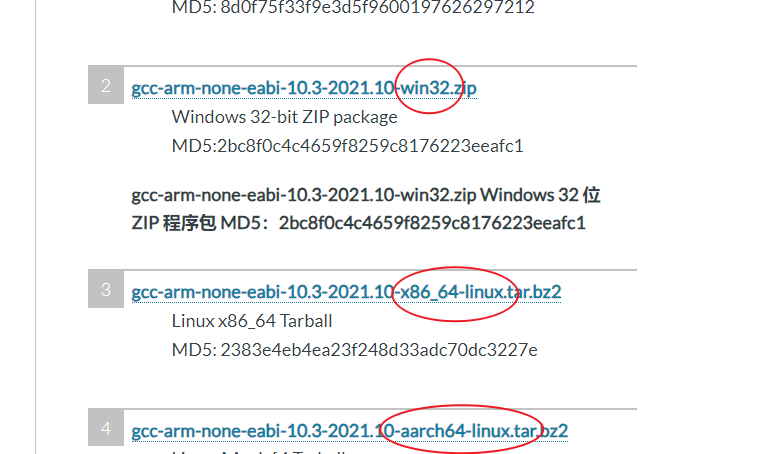 MD5: 8d0f75f33f9e3d5f9600197626297212
2
gcc-arm-none-eabi-10.3-2021.10-win32.zip
Windows 32-bit ZIP package
MD5:2bc8f0c4c4659f8259c8176223eeafc1
gcc-arm-none-eabi-10.3-2021.10-win32.zip Windows 32 位
ZIP 程序包 MD5：2bc8f0c4c4659f8259c8176223eeafc1
3
gcc-arm-none-eabi-10.3-2021.10-x86_64-linux.tar.bz2
Linux x86_64 Tarball
MD5: 2383e4eb4ea23f248d33adc70dc3227e
4
gcc-arm-none-eabi-10.3-2021.10-aarch64-linux.tar.bz2